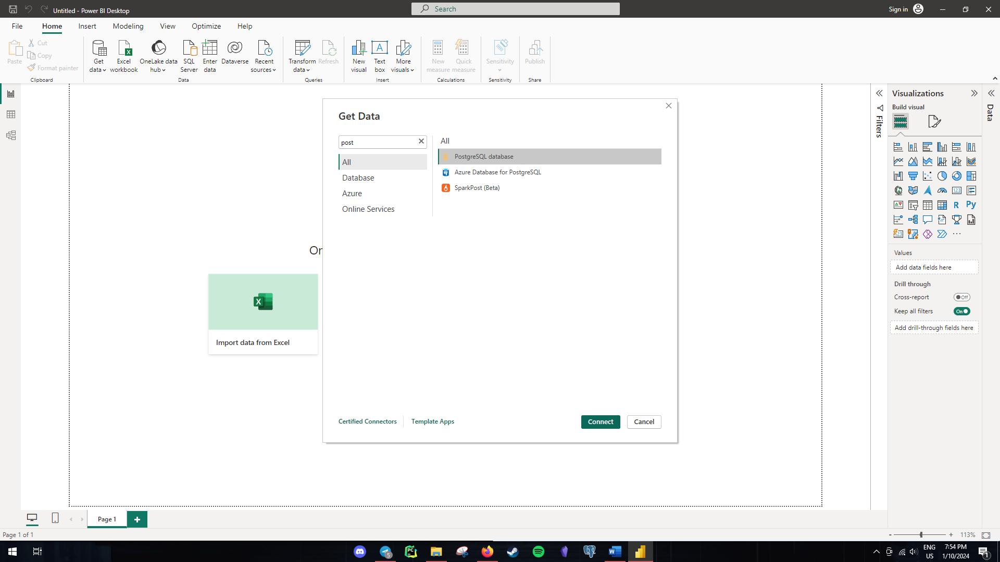 Untitled - Power BI Desktop
Search
Sign in
File Home Insert Modeling View Optimize Help
Paste
Cut
Copy
Format painter
Clipboard
Get data
Excel workbook
OneLake data hub
SQL Server
Enter data
Dataverse
Recent sources
Data
Transform data
Refresh
Queries
New visual
Text box
More visuals
Insert
New measure
Quick measure
Calculations
Sensitivity
Sensitivity
Publish
Share
Get Data
post
All
Database
Azure
Online Services
All
PostgreSQL database
Azure Database for PostgreSQL
SparkPost (Beta)
Certified Connectors
Template Apps
Connect
Cancel
On
Import data from Excel
Filters
Visualizations
Build visual
Data
R
Py
123
123
Values
Add data fields here
Drill through
Cross-report
Off
Keep all filters
On
Add drill-through fields here
Page 1
Page 1 of 1
- + 113%
PC
5
W
ENG
US
7:54 PM
1/10/2024
1